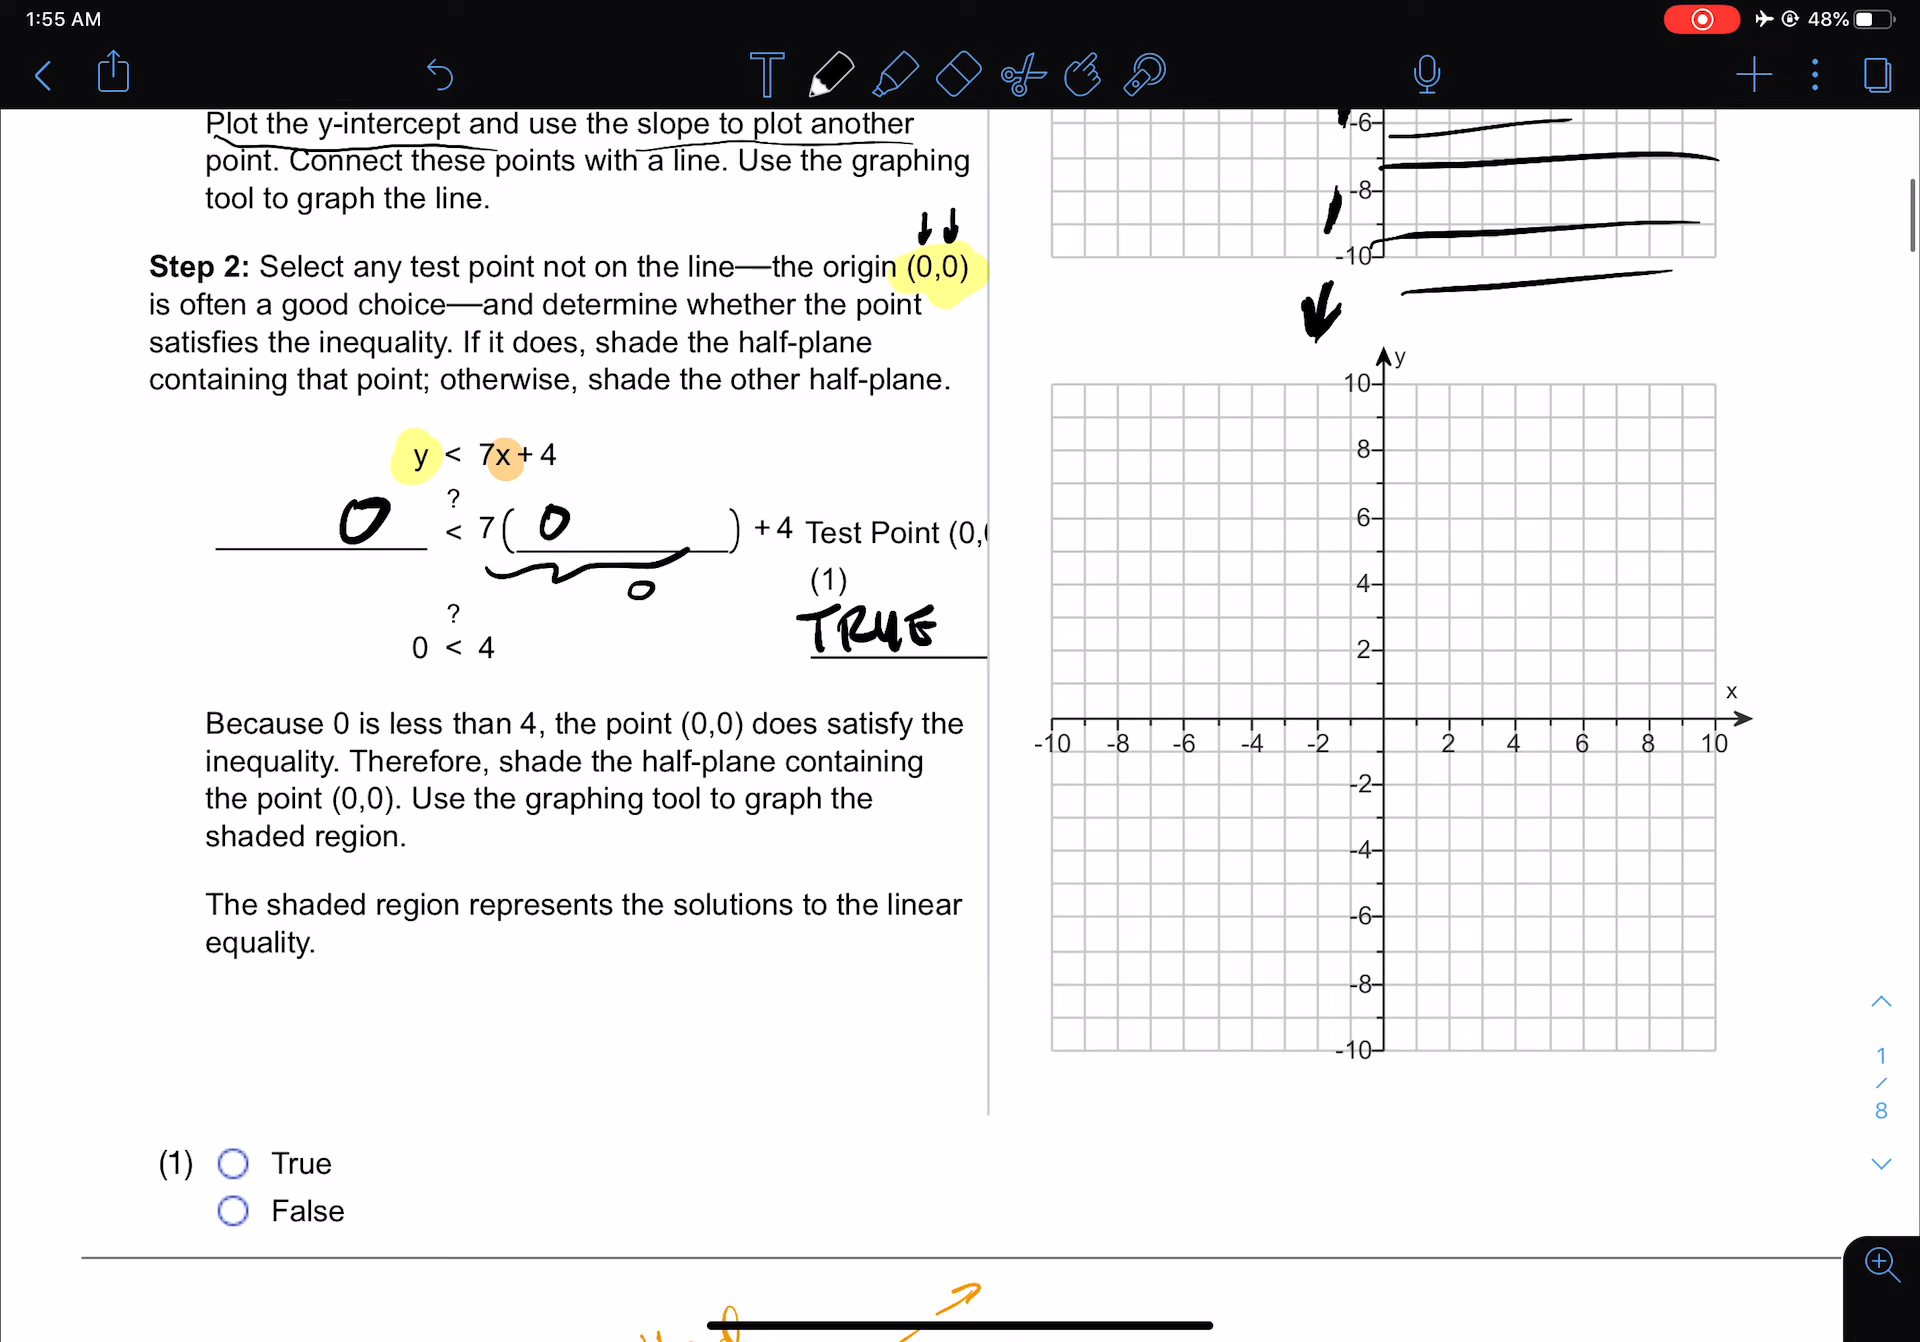 1:55 AM
48%
T
Plot the y-intercept and use the slope to plot another
point. Connect these points with a line. Use the graphing
tool to graph the line.
Step 2: Select any test point not on the line—the origin (0,0)
is often a good choice—and determine whether the point
satisfies the inequality. If it does, shade the half-plane
containing that point; otherwise, shade the other half-plane.
y < 7x + 4
?
0 < 7( 0 ) + 4 Test Point (0,
0
(1)
TRUE
?
0 < 4
Because 0 is less than 4, the point (0,0) does satisfy the
inequality. Therefore, shade the half-plane containing
the point (0,0). Use the graphing tool to graph the
shaded region.
The shaded region represents the solutions to the linear
equality.
(1) True
False
-6
-8
-10
y
10
8
6
4
2
x
-10 -8 -6 -4 -2 2 4 6 8 10
-2
-4
-6
-8
-10
1
/
8